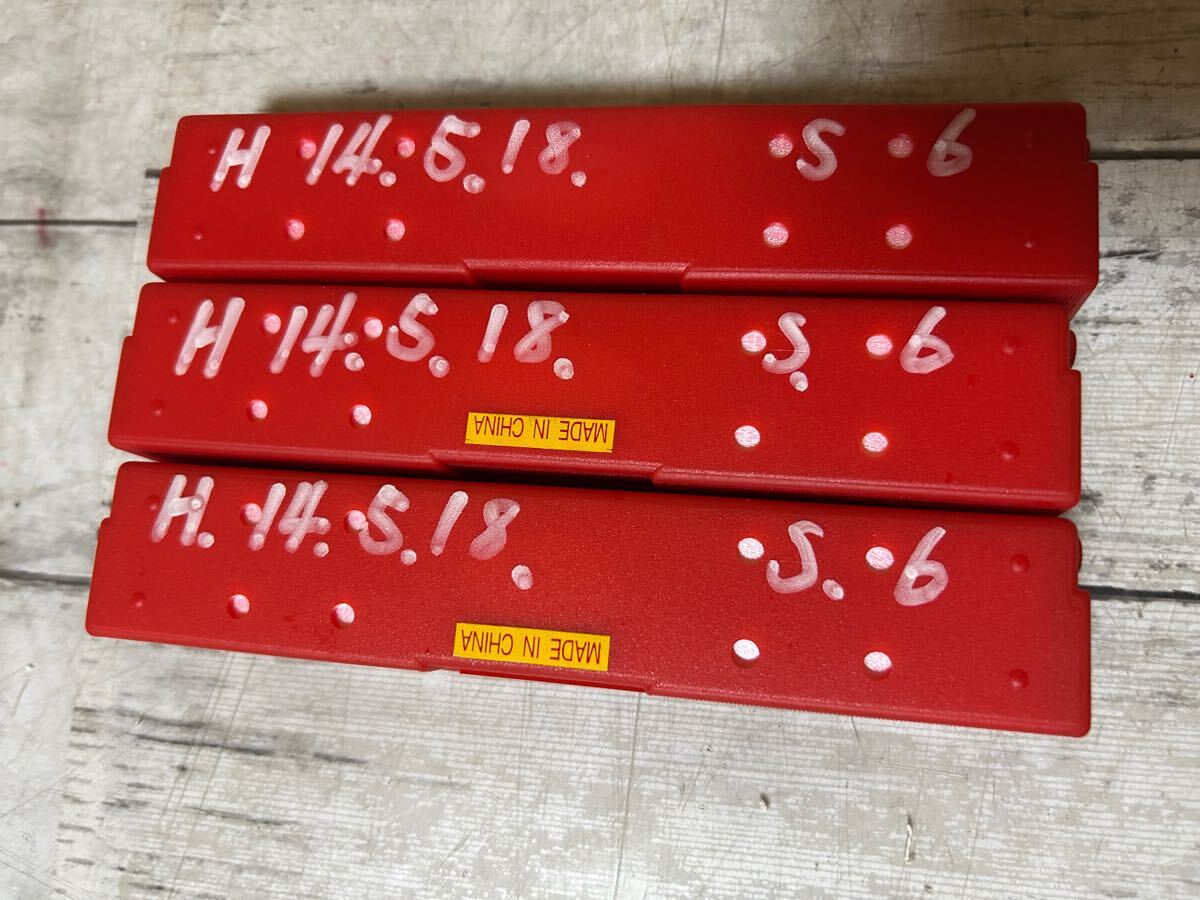 H 14. 5. 18. S 6
H 14. 5. 18. S. 6
MADE IN CHINA
H. 14. 5. 18. S. 6
MADE IN CHINA